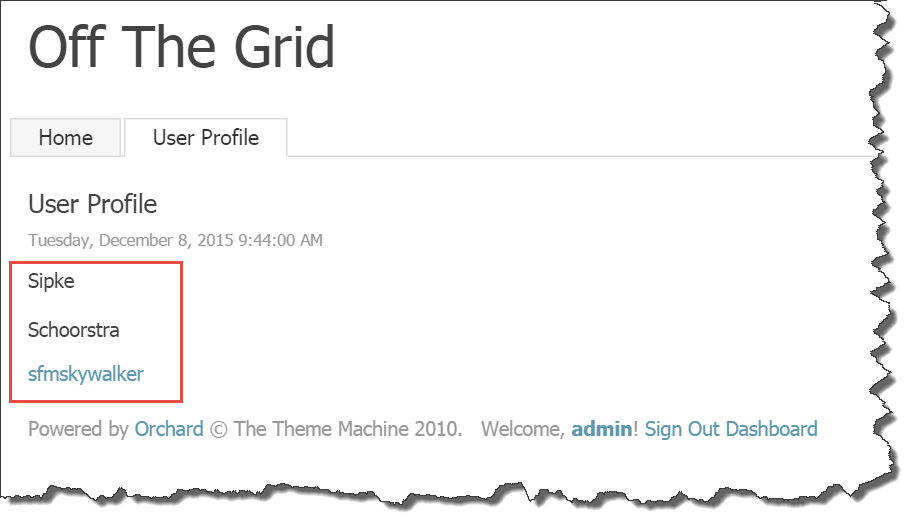 Off The Grid
Home User Profile
User Profile
Tuesday, December 8, 2015 9:44:00 AM
Sipke
Schoorstra
sfmskywalker
Powered by Orchard © The Theme Machine 2010. Welcome, admin! Sign Out Dashboard